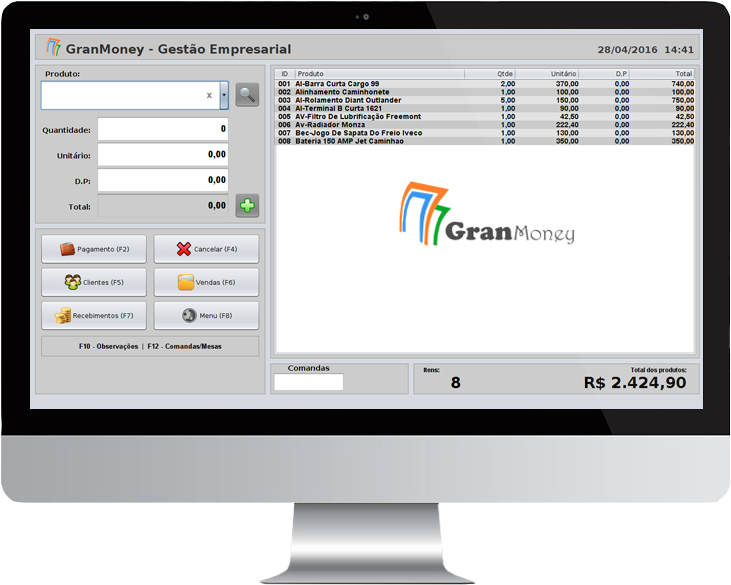 GranMoney - Gestão Empresarial 28/04/2016 14:41
Produto:
x
Quantidade: 0
Unitário: 0,00
D.P: 0,00
Total: 0,00
Pagamento (F2) Cancelar (F4)
Clientes (F5) Vendas (F6)
Recebimentos (F7) Menu (F8)
F10 - Observações | F12 - Comandas/Mesas
ID Produto Qtde Unitário D.P Total
001 Al-Barra Curta Cargo 99 2,00 370,00 0,00 740,00
002 Alinhamento Caminhonete 1,00 100,00 0,00 100,00
003 Al-Rolamento Diant Outlander 5,00 150,00 0,00 750,00
004 Al-Terminal B Curta 1621 1,00 90,00 0,00 90,00
005 AV-Filtro De Lubrificação Freemont 1,00 42,50 0,00 42,50
006 Av-Radiador Monza 1,00 222,40 0,00 222,40
007 Bec-Jogo De Sapata Do Freio Iveco 1,00 130,00 0,00 130,00
008 Bateria 150 AMP Jet Caminhao 1,00 350,00 0,00 350,00
GranMoney
Comandas
Itens: Total dos produtos:
8 R$ 2.424,90